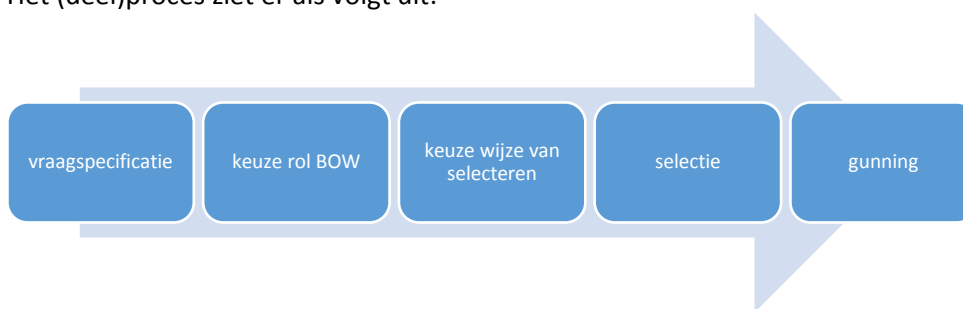 Het (deel)proces ziet er als volgt uit:
vraagspecificatie
keuze rol BOW
keuze wijze van
selecteren
selectie
gunning